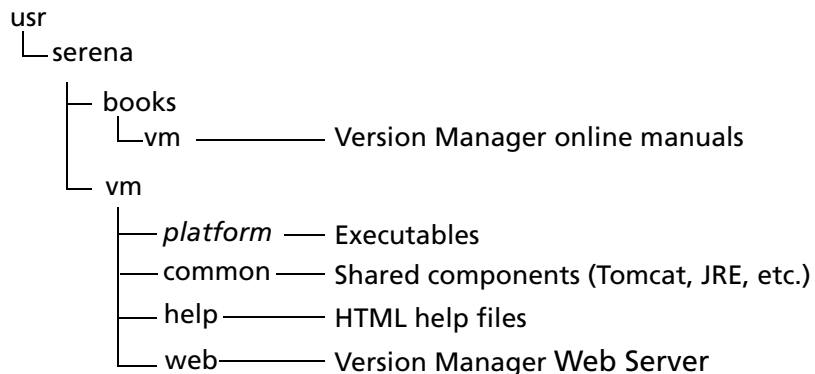 usr
serena
books
vm Version Manager online manuals
vm
platform Executables
common Shared components (Tomcat, JRE, etc.)
help HTML help files
web Version Manager Web Server